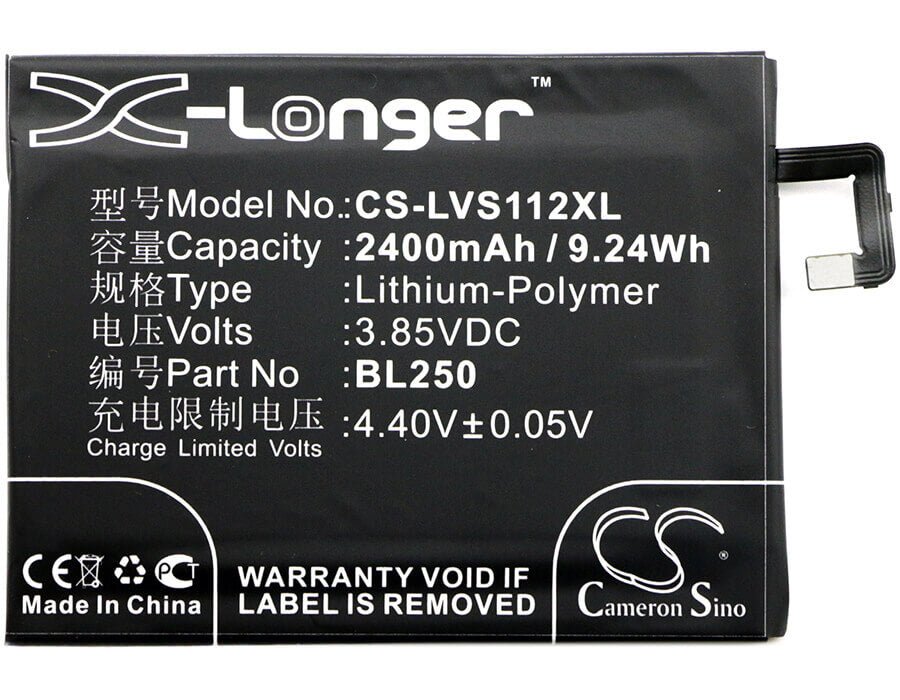 X-Longer™
型号Model No.:CS-LVS112XL
容量Capacity :2400mAh / 9.24Wh
规格Type :Lithium-Polymer
电压Volts :3.85VDC
编号Part No :BL250
充电限制电压 :4.40V±0.05V
Charge Limited Volts
CE PCT
Made in China
WARRANTY VOID IF
LABEL IS REMOVED
CS®
Cameron Sino